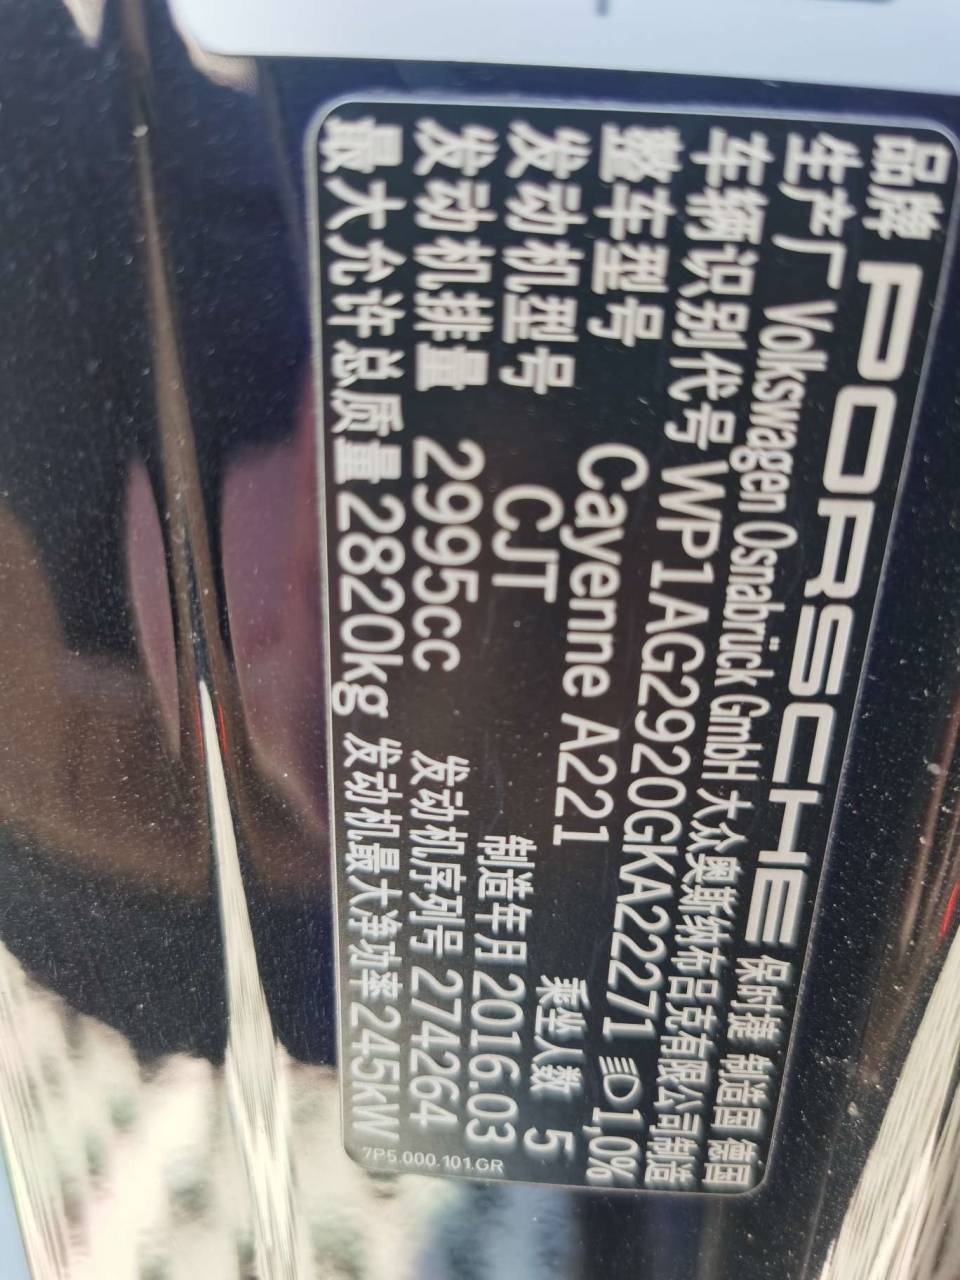 品牌 PORSCHE 保时捷 制造国 德国
生产厂 Volkswagen Osnabrück GmbH 大众奥斯纳布吕克有限公司制造
车辆识别代号 WP1AG2920GKA22271 1,0%
整车型号 Cayenne A221 乘坐人数 5
发动机型号 CJT 制造年月 2016.03
发动机排量 2995cc 发动机序列号 274264
最大允许总质量 2820kg 发动机最大净功率 245kW
7P5.000.101.GR